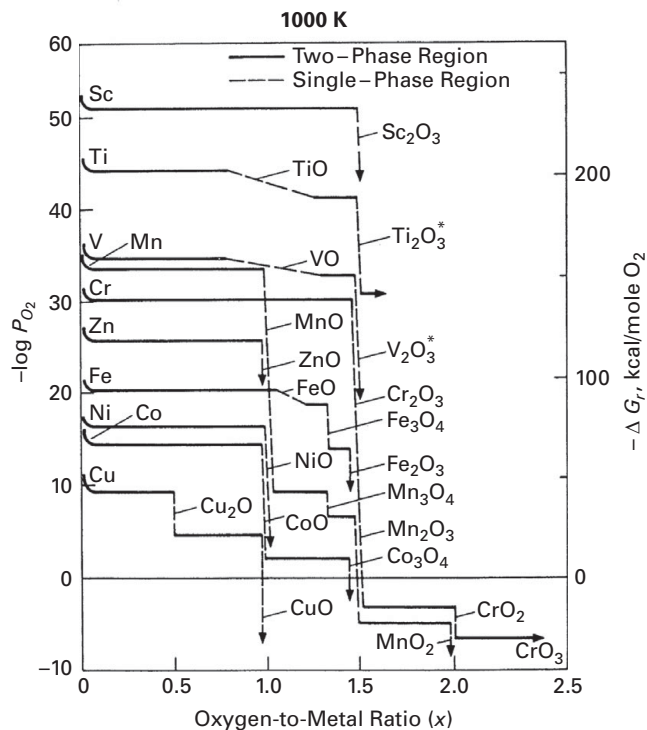 1000 K
60
Two–Phase Region
Single–Phase Region
Sc
50
Sc₂O₃
Ti
TiO
200
40
Ti₂O₃*
V
Mn
VO
Cr
30
MnO
V₂O₃*
Zn
ZnO
Cr₂O₃
100
Fe
FeO
20
Fe₃O₄
Ni
Co
NiO
Fe₂O₃
10
Mn₃O₄
Cu
Cu₂O
CoO
Mn₂O₃
Co₃O₄
0
0
CuO
CrO₂
MnO₂
CrO₃
–10
0
0.5
1.0
1.5
2.0
2.5
Oxygen-to-Metal Ratio (x)
–log P_O₂
– Δ G_r, kcal/mole O₂